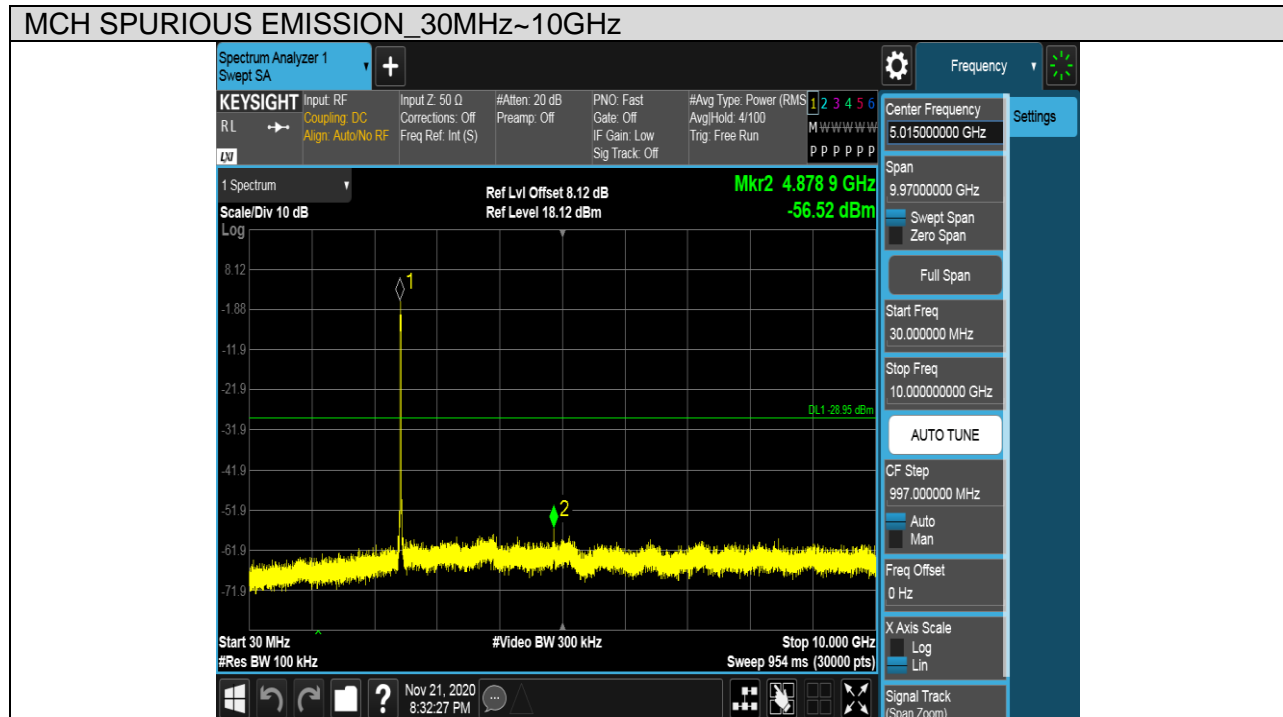 MCH SPURIOUS EMISSION_30MHz~10GHz
Spectrum Analyzer 1
Swept SA
+
Frequency
KEYSIGHT
RL
LXI
Input: RF
Coupling: DC
Align: Auto/No RF
Input Z: 50 Ω
Corrections: Off
Freq Ref: Int (S)
#Atten: 20 dB
Preamp: Off
PNO: Fast
Gate: Off
IF Gain: Low
Sig Track: Off
#Avg Type: Power (RMS
Avg|Hold: 4/100
Trig: Free Run
1 2 3 4 5 6
M W W W W W
P P P P P P
1 Spectrum
Scale/Div 10 dB
Log
Ref Lvl Offset 8.12 dB
Ref Level 18.12 dBm
Mkr2 4.878 9 GHz
-56.52 dBm
8.12
-1.88
-11.9
-21.9
-31.9
-41.9
-51.9
-61.9
-71.9
1
DL1 -28.95 dBm
2
Start 30 MHz
#Res BW 100 kHz
#Video BW 300 kHz
Stop 10.000 GHz
Sweep 954 ms (30000 pts)
?
Nov 21, 2020
8:32:27 PM
Center Frequency
5.015000000 GHz
Settings
Span
9.97000000 GHz
Swept Span
Zero Span
Full Span
Start Freq
30.000000 MHz
Stop Freq
10.000000000 GHz
AUTO TUNE
CF Step
997.000000 MHz
Auto
Man
Freq Offset
0 Hz
X Axis Scale
Log
Lin
Signal Track
(Span Zoom)